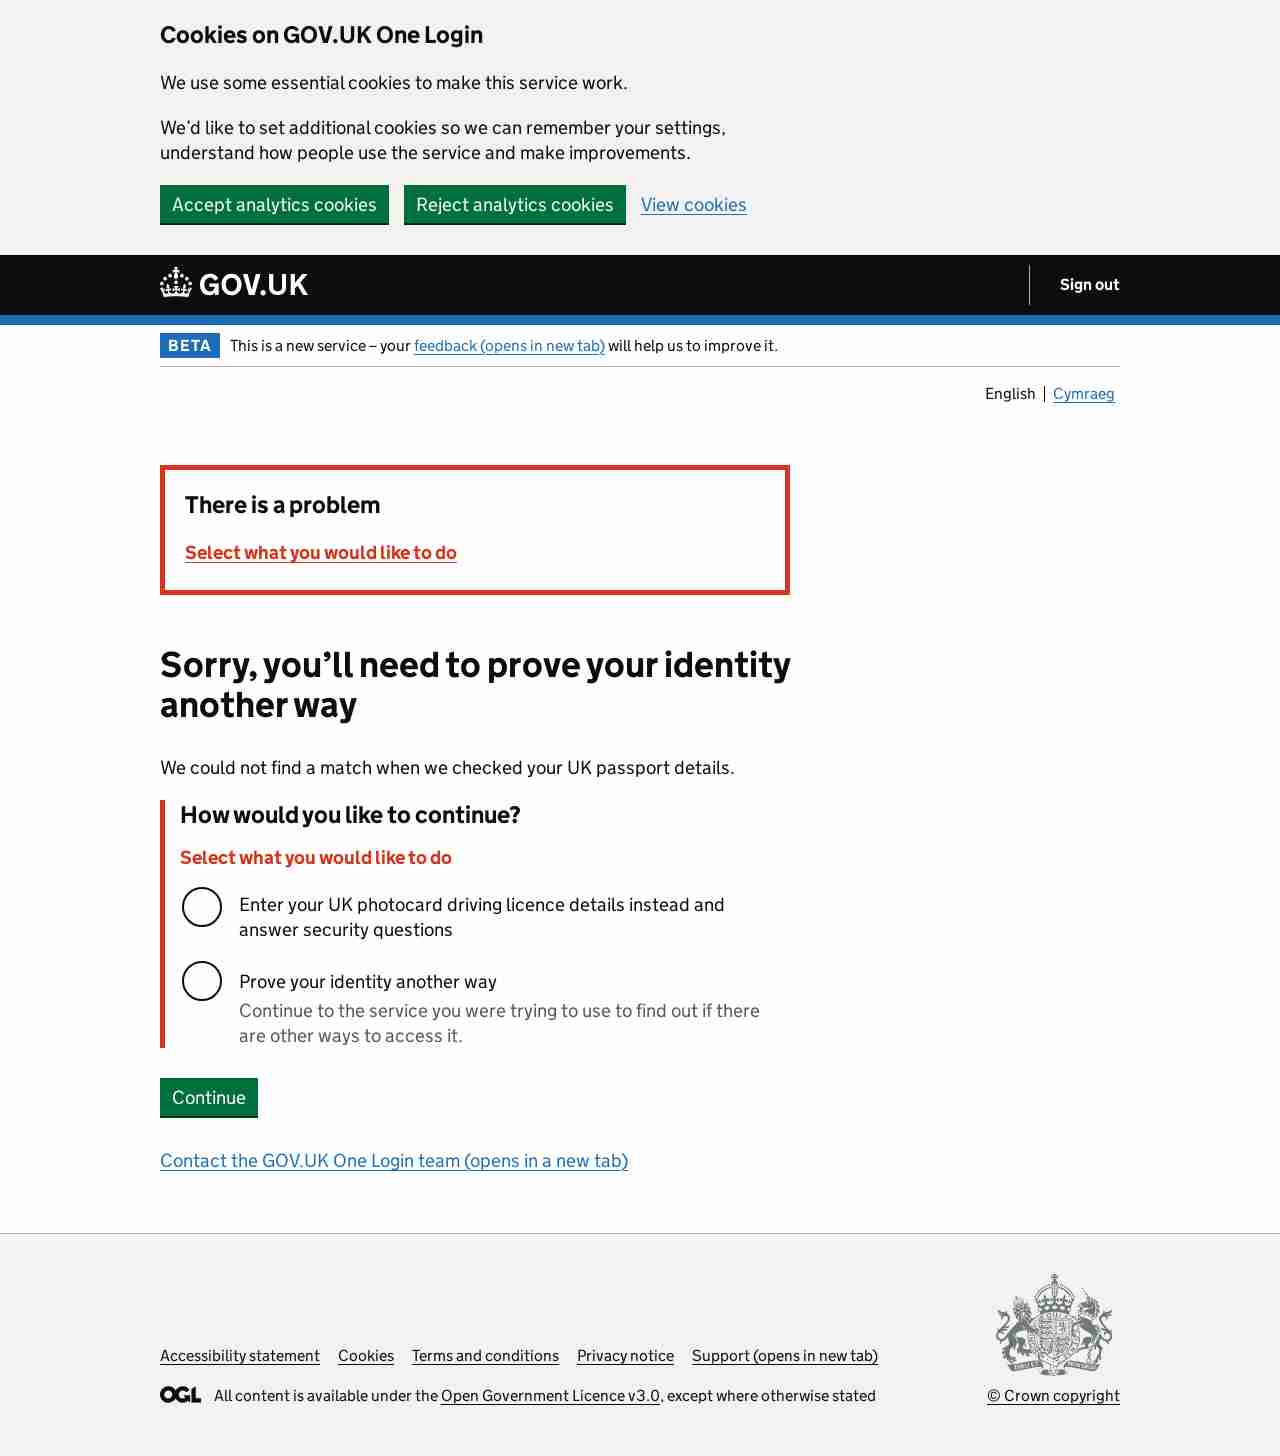 Cookies on GOV.UK One Login
We use some essential cookies to make this service work.
We’d like to set additional cookies so we can remember your settings,
understand how people use the service and make improvements.
Accept analytics cookies Reject analytics cookies View cookies
GOV.UK Sign out
BETA This is a new service – your feedback (opens in new tab) will help us to improve it.
English Cymraeg
There is a problem
Select what you would like to do
Sorry, you’ll need to prove your identity
another way
We could not find a match when we checked your UK passport details.
How would you like to continue?
Select what you would like to do
Enter your UK photocard driving licence details instead and
answer security questions
Prove your identity another way
Continue to the service you were trying to use to find out if there
are other ways to access it.
Continue
Contact the GOV.UK One Login team (opens in a new tab)
Accessibility statement Cookies Terms and conditions Privacy notice Support (opens in new tab)
OGL All content is available under the Open Government Licence v3.0, except where otherwise stated © Crown copyright